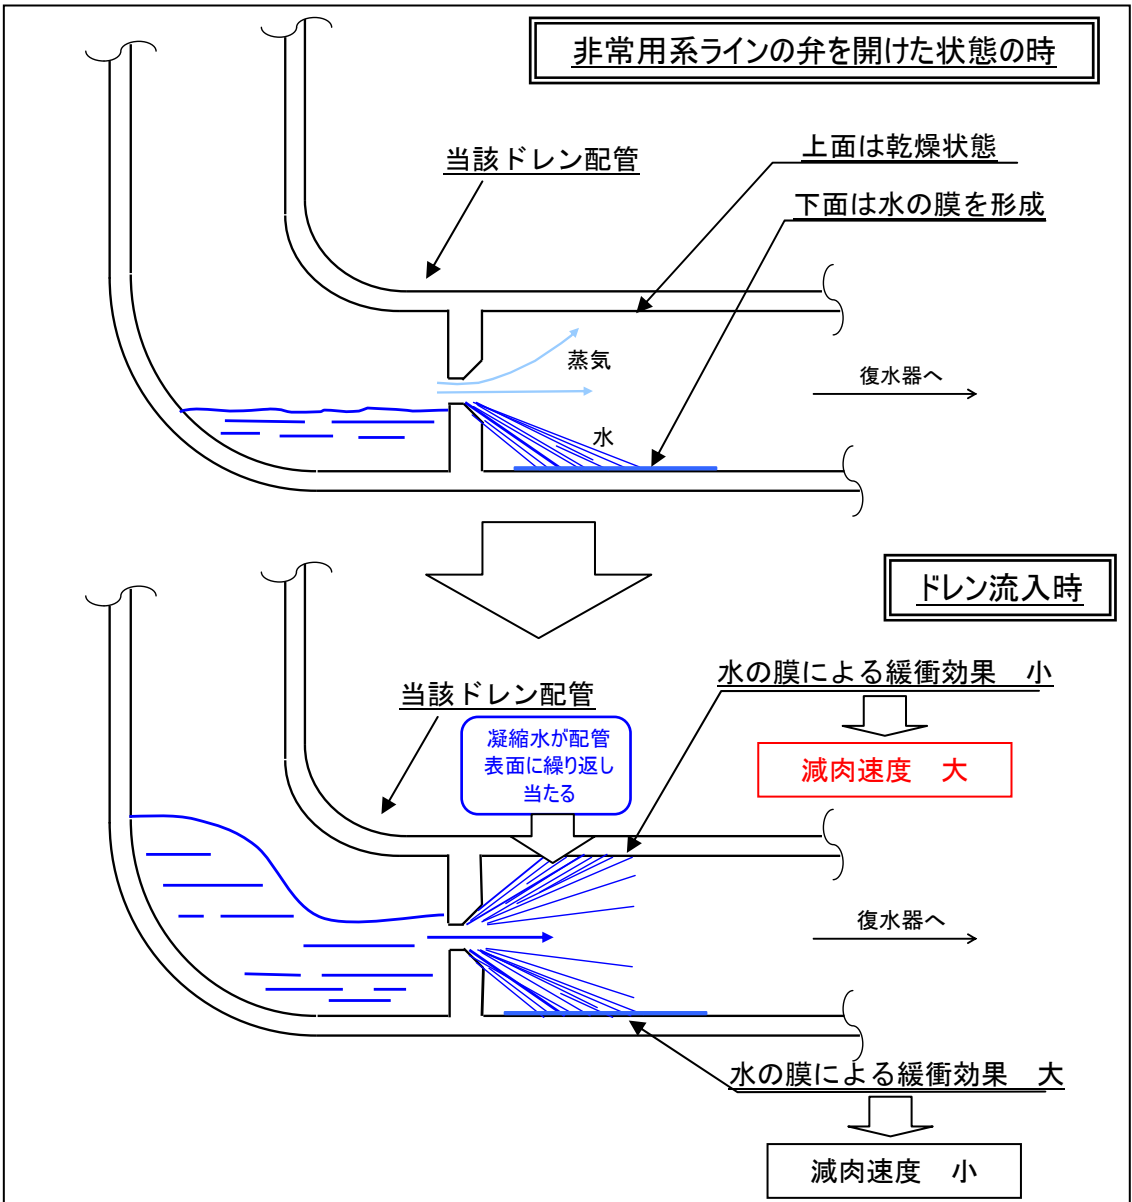 非常用系ラインの弁を開けた状態の時
上面は乾燥状態
当該ドレン配管
下面は水の膜を形成
蒸気
復水器へ
水
ドレン流入時
水の膜による緩衝効果　小
当該ドレン配管
凝縮水が配管
表面に繰り返し
当たる
減肉速度　大
復水器へ
水の膜による緩衝効果　大
減肉速度　小